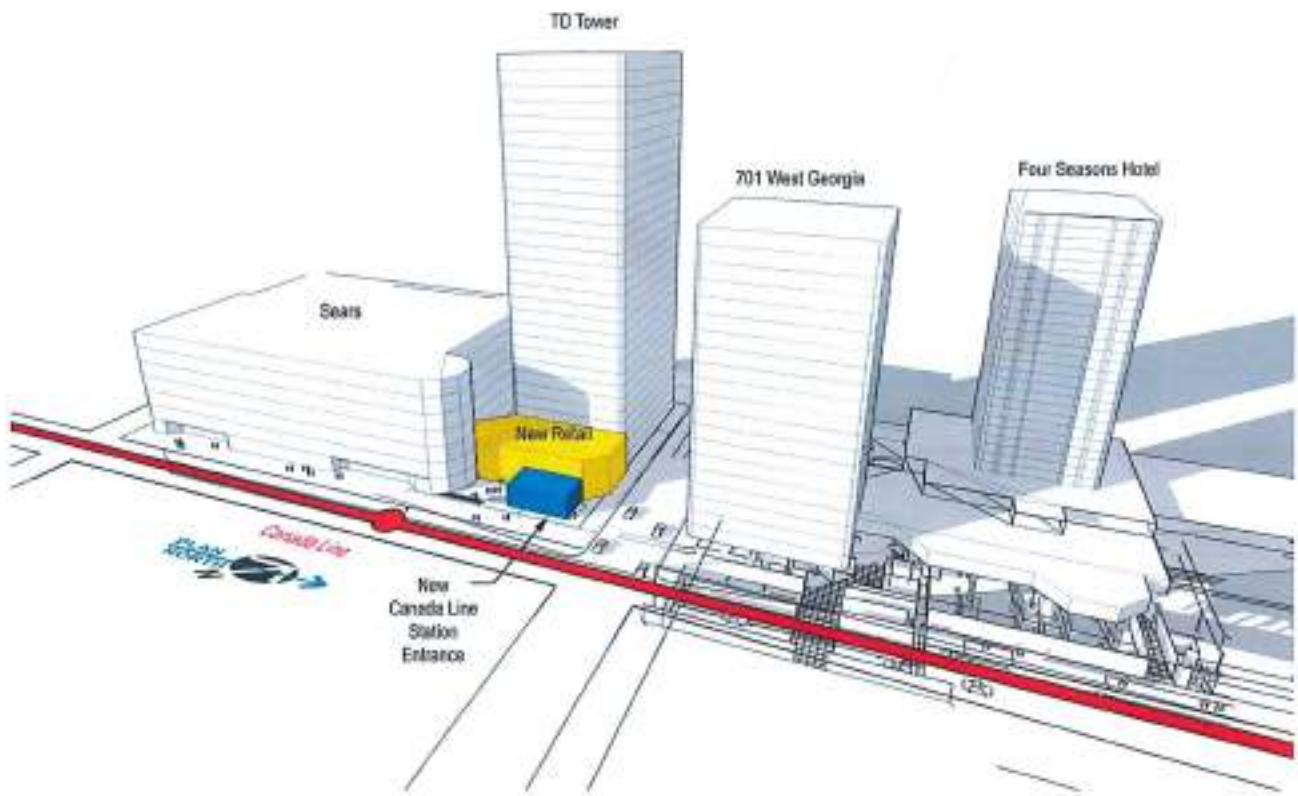 TD Tower
701 West Georgia
Four Seasons Hotel
Sears
New Retail
Canada Line
New
Canada Line
Station
Entrance